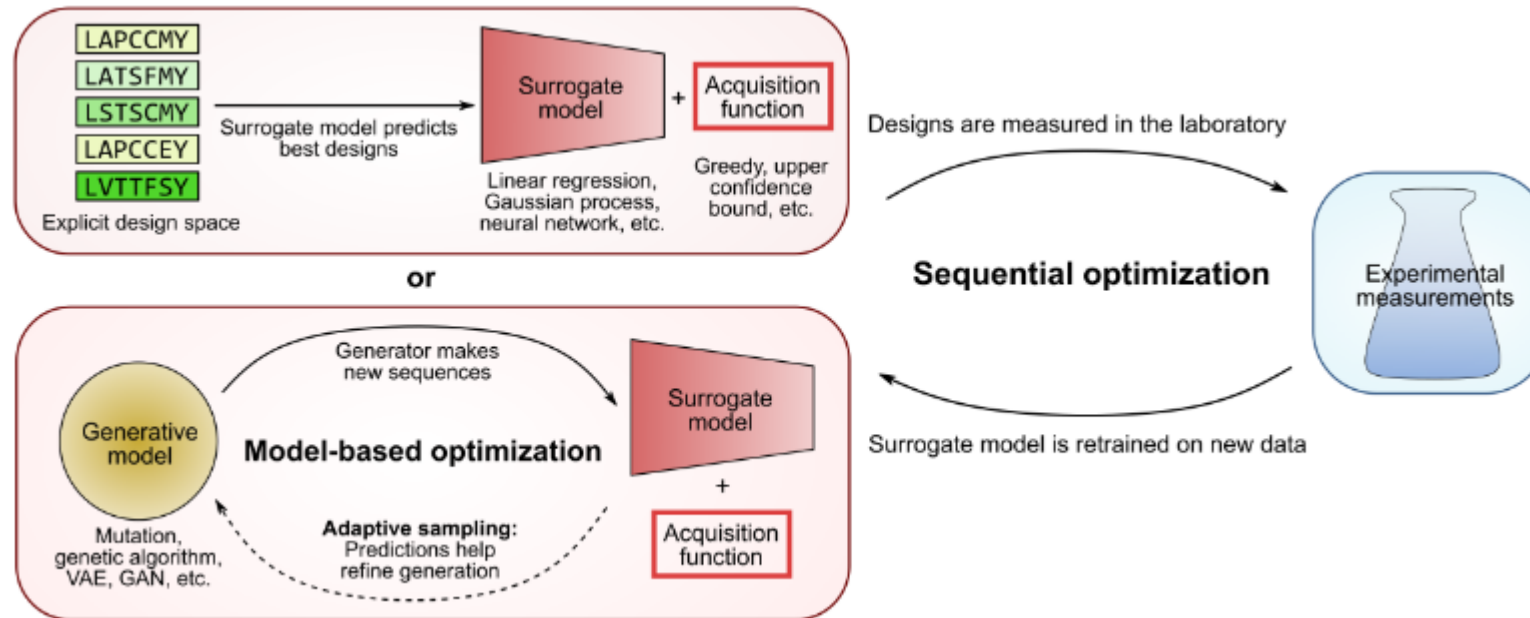 LAPCCMY
LATSFMY
LSTSCMY
LAPCCEY
LVTTFSY
Explicit design space
Surrogate model predicts
best designs
Surrogate
model
Linear regression,
Gaussian process,
neural network, etc.
+
Acquisition
function
Greedy, upper
confidence
bound, etc.
or
Generative
model
Mutation,
genetic algorithm,
VAE, GAN, etc.
Generator makes
new sequences
Model-based optimization
Adaptive sampling:
Predictions help
refine generation
Surrogate
model
+
Acquisition
function
Designs are measured in the laboratory
Sequential optimization
Surrogate model is retrained on new data
Experimental
measurements